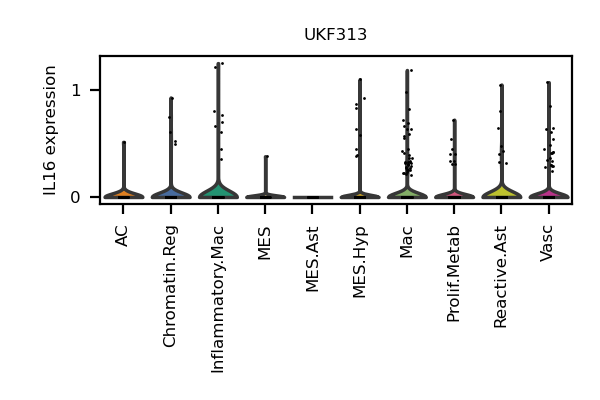 UKF313
IL16 expression
1
0
AC
Chromatin.Reg
Inflammatory.Mac
MES
MES.Ast
MES.Hyp
Mac
Prolif.Metab
Reactive.Ast
Vasc